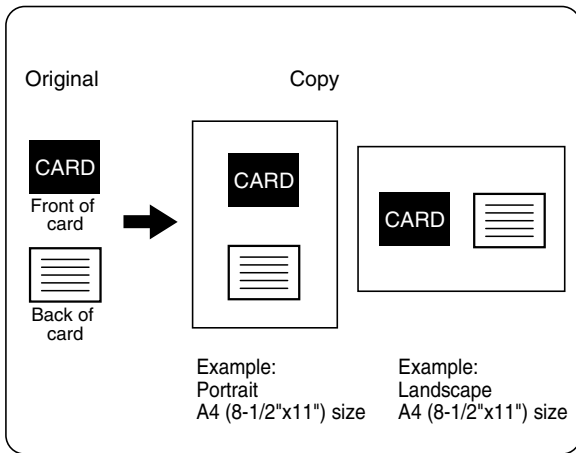 Original
Copy
CARD
Front of
card
Back of
card
CARD
CARD
Example:
Portrait
A4 (8-1/2"x11") size
Example:
Landscape
A4 (8-1/2"x11") size